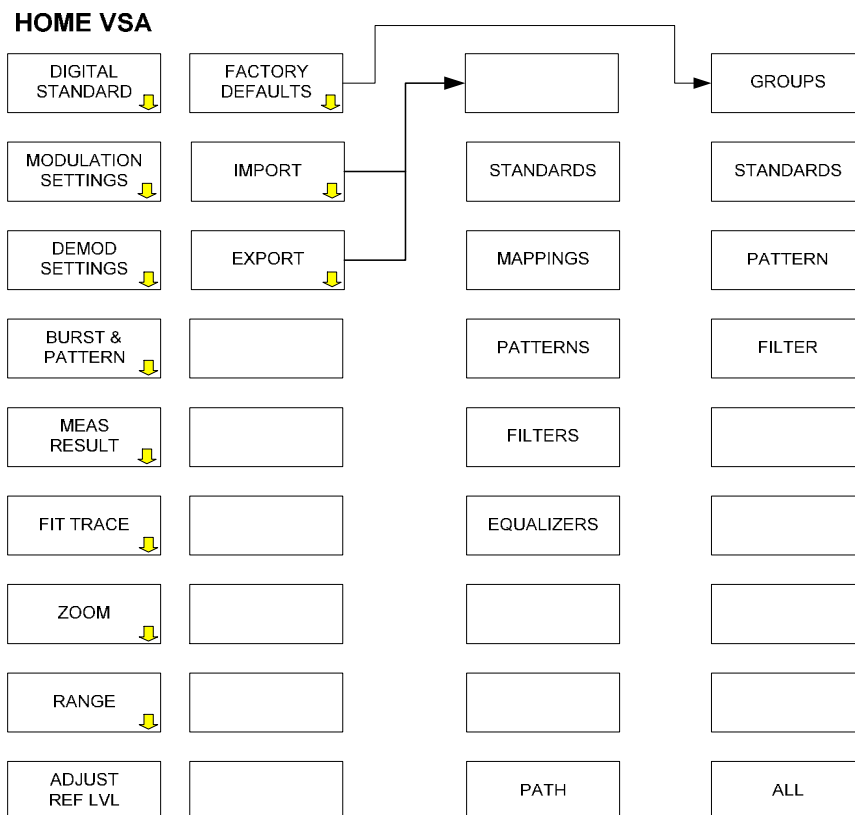 HOME VSA
DIGITAL
STANDARD
FACTORY
DEFAULTS
GROUPS
MODULATION
SETTINGS
IMPORT
STANDARDS
STANDARDS
DEMOD
SETTINGS
EXPORT
MAPPINGS
PATTERN
BURST &
PATTERN
PATTERNS
FILTER
MEAS
RESULT
FILTERS
FIT TRACE
EQUALIZERS
ZOOM
RANGE
ADJUST
REF LVL
PATH
ALL